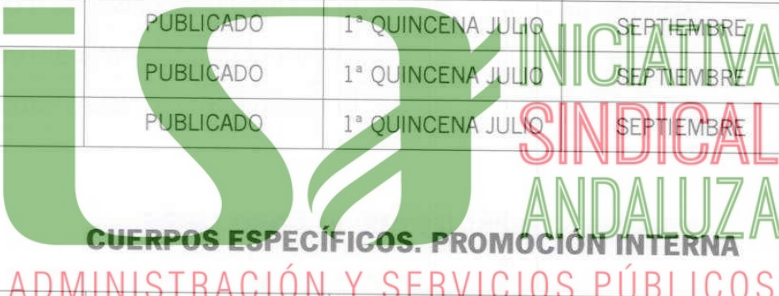 PUBLICADO 1ª QUINCENA JULIO SEPTIEMBRE
PUBLICADO 1ª QUINCENA JULIO SEPTIEMBRE
PUBLICADO 1ª QUINCENA JULIO SEPTIEMBRE
isa
INICIATIVA
SINDICAL
ANDALUZA
CUERPOS ESPECÍFICOS. PROMOCIÓN INTERNA
ADMINISTRACIÓN Y SERVICIOS PÚBLICOS